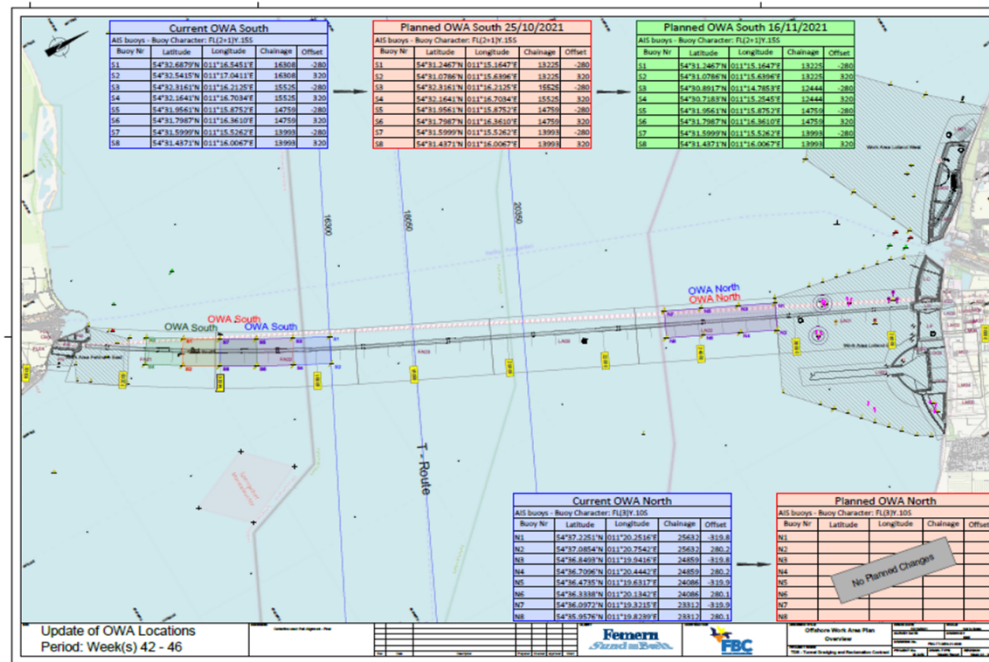 Current OWA South
AIS buoys - Buoy Character: FL(2+1)Y.15S
Buoy Nr Latitude Longitude Chainage Offset
S1 54°32.6879'N 011°16.5451'E 16308 -280
S2 54°32.5415'N 011°17.0411'E 16308 320
S3 54°32.3161'N 011°16.2125'E 15525 -280
S4 54°32.1641'N 011°16.7034'E 15525 320
S5 54°31.9561'N 011°15.8752'E 14759 -280
S6 54°31.7987'N 011°16.3610'E 14759 320
S7 54°31.5999'N 011°15.5262'E 13993 -280
S8 54°31.4371'N 011°16.0067'E 13993 320
Planned OWA South 25/10/2021
AIS buoys - Buoy Character: FL(2+1)Y.15S
Buoy Nr Latitude Longitude Chainage Offset
S1 54°31.2467'N 011°15.1647'E 13225 -280
S2 54°31.0786'N 011°15.6396'E 13225 320
S3 54°32.3161'N 011°16.2125'E 15525 -280
S4 54°32.1641'N 011°16.7034'E 15525 320
S5 54°31.9561'N 011°15.8752'E 14759 -280
S6 54°31.7987'N 011°16.3610'E 14759 320
S7 54°31.5999'N 011°15.5262'E 13993 -280
S8 54°31.4371'N 011°16.0067'E 13993 320
Planned OWA South 16/11/2021
AIS buoys - Buoy Character: FL(2+1)Y.15S
Buoy Nr Latitude Longitude Chainage Offset
S1 54°31.2467'N 011°15.1647'E 13225 -280
S2 54°31.0786'N 011°15.6396'E 13225 320
S3 54°30.8917'N 011°14.7853'E 12444 -280
S4 54°30.7183'N 011°15.2545'E 12444 320
S5 54°31.9561'N 011°15.8752'E 14759 -280
S6 54°31.7987'N 011°16.3610'E 14759 320
S7 54°31.5999'N 011°15.5262'E 13993 -280
S8 54°31.4371'N 011°16.0067'E 13993 320
Work Area Lolland West
16300
18050
20350
OWA North
OWA North
OWA South
OWA South
OWA South
T - Route
Current OWA North
AIS buoys - Buoy Character: FL(3)Y.10S
Buoy Nr Latitude Longitude Chainage Offset
N1 54°37.2251'N 011°20.2516'E 25632 -319.8
N2 54°37.0854'N 011°20.7542'E 25632 280.2
N3 54°36.8493'N 011°19.9416'E 24859 -319.8
N4 54°36.7096'N 011°20.4442'E 24859 280.2
N5 54°36.4735'N 011°19.6317'E 24086 -319.9
N6 54°36.3338'N 011°20.1342'E 24086 280.1
N7 54°36.0972'N 011°19.3215'E 23312 -319.9
N8 54°35.9576'N 011°19.8239'E 23312 280.1
Planned OWA North
AIS buoys - Buoy Character: FL(3)Y.10S
Buoy Nr Latitude Longitude Chainage Offset
N1
N2
N3
N4
N5
N6
N7
N8
No Planned Changes
Update of OWA Locations
Period: Week(s) 42 - 46
Femern
Sund Bælt
FBC
Offshore Work Area Plan
Overview